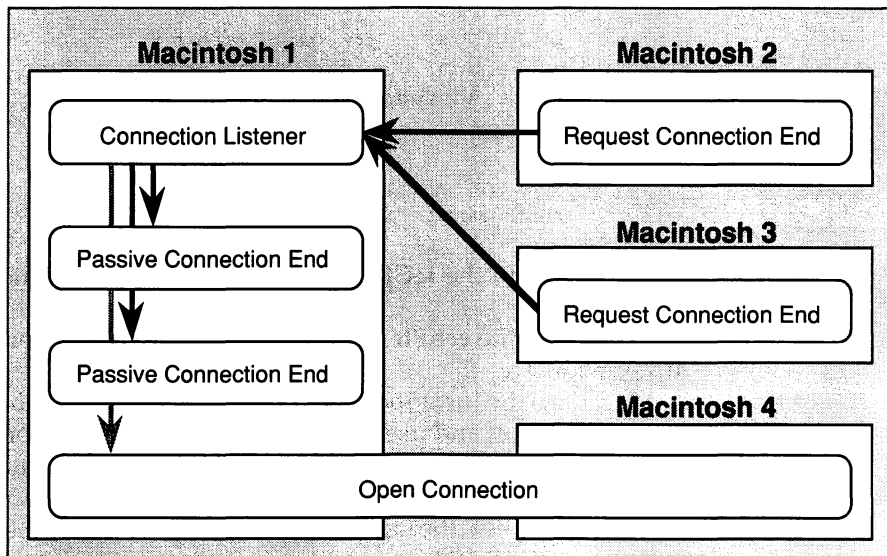 Macintosh 1
Macintosh 2
Connection Listener
Request Connection End
Macintosh 3
Passive Connection End
Request Connection End
Passive Connection End
Macintosh 4
Open Connection